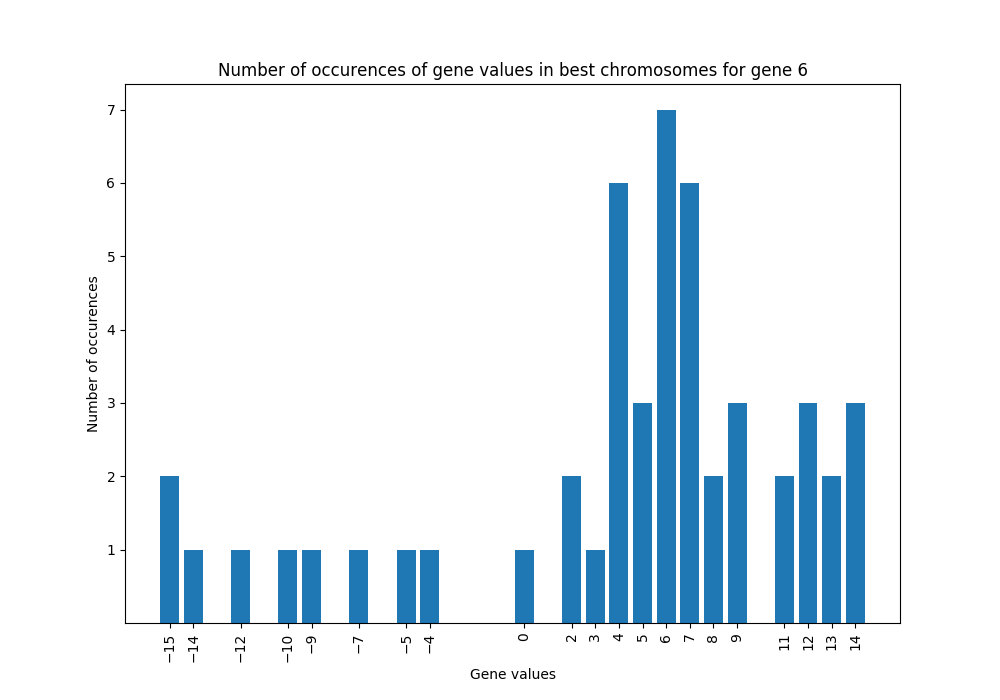 Number of occurences of gene values in best chromosomes for gene 6
7
6
5
4
3
2
1
Number of occurences
−15 −14 −12 −10 −9 −7 −5 −4 0 2 3 4 5 6 7 8 9 11 12 13 14
Gene values